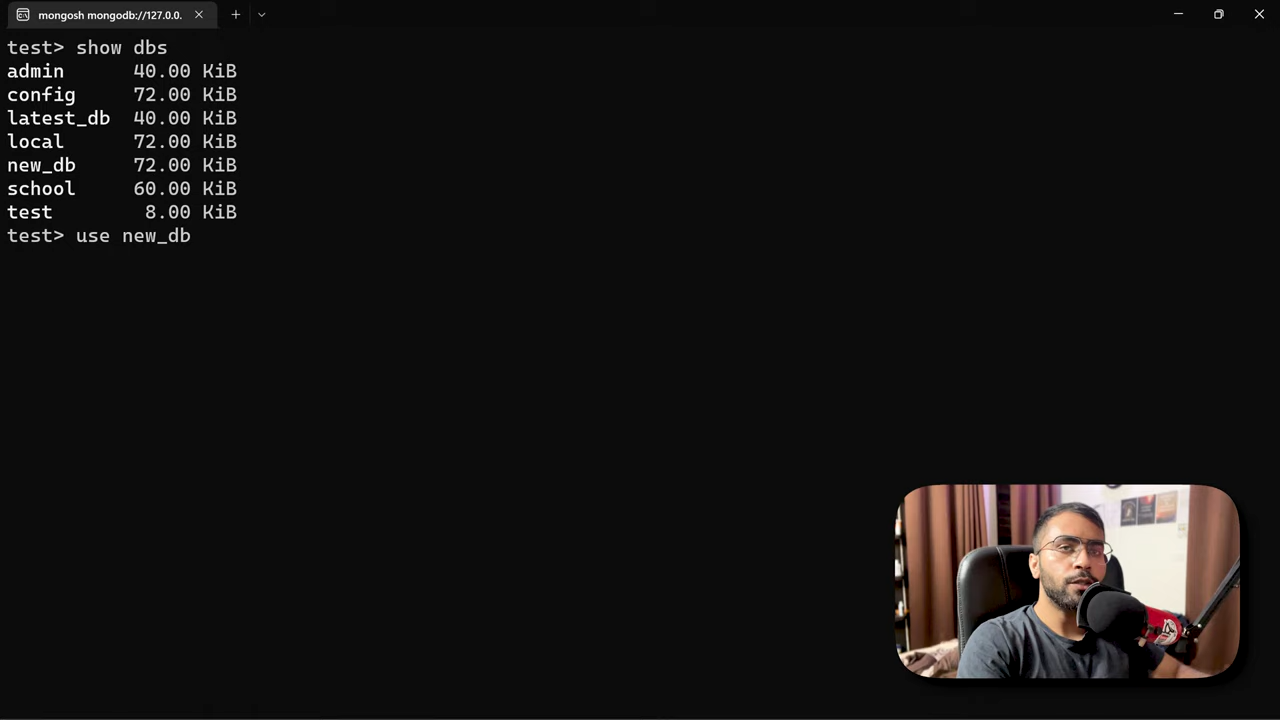 mongosh mongodb://127.0.0.
test> show dbs
admin      40.00 KiB
config     72.00 KiB
latest_db  40.00 KiB
local      72.00 KiB
new_db     72.00 KiB
school     60.00 KiB
test        8.00 KiB
test> use new_db